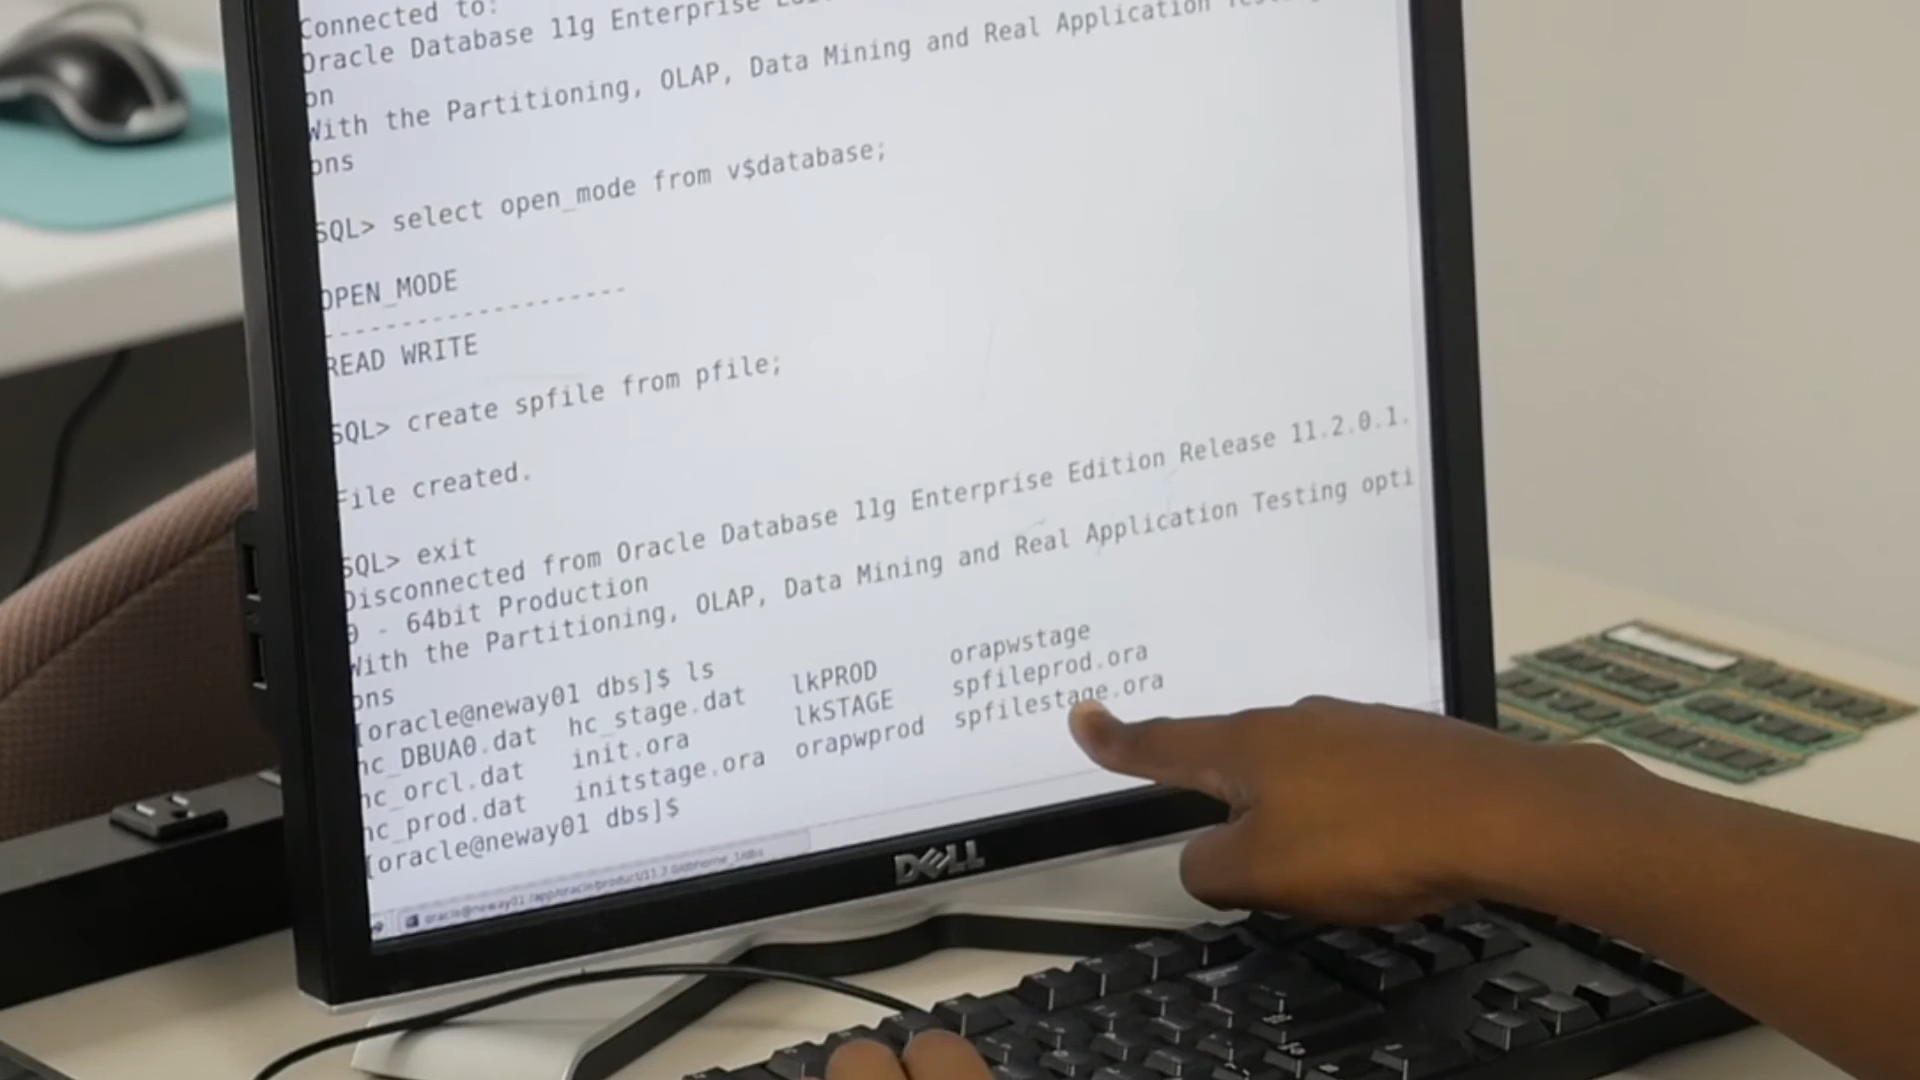 Connected to:
Oracle Database 11g Enterprise
on
With the Partitioning, OLAP, Data Mining and Real Application
ons
SQL> select open_mode from v$database;
OPEN_MODE
--------------------
READ WRITE
SQL> create spfile from pfile;
File created.
SQL> exit
Disconnected from Oracle Database 11g Enterprise Edition Release 11.2.0.1.
0 - 64bit Production
With the Partitioning, OLAP, Data Mining and Real Application Testing opti
ons
[oracle@neway01 dbs]$ ls
hc_DBUA0.dat hc_stage.dat lkPROD orapwstage
hc_orcl.dat init.ora lkSTAGE spfileprod.ora
hc_prod.dat initstage.ora orapwprod spfilestage.ora
[oracle@neway01 dbs]$
DELL